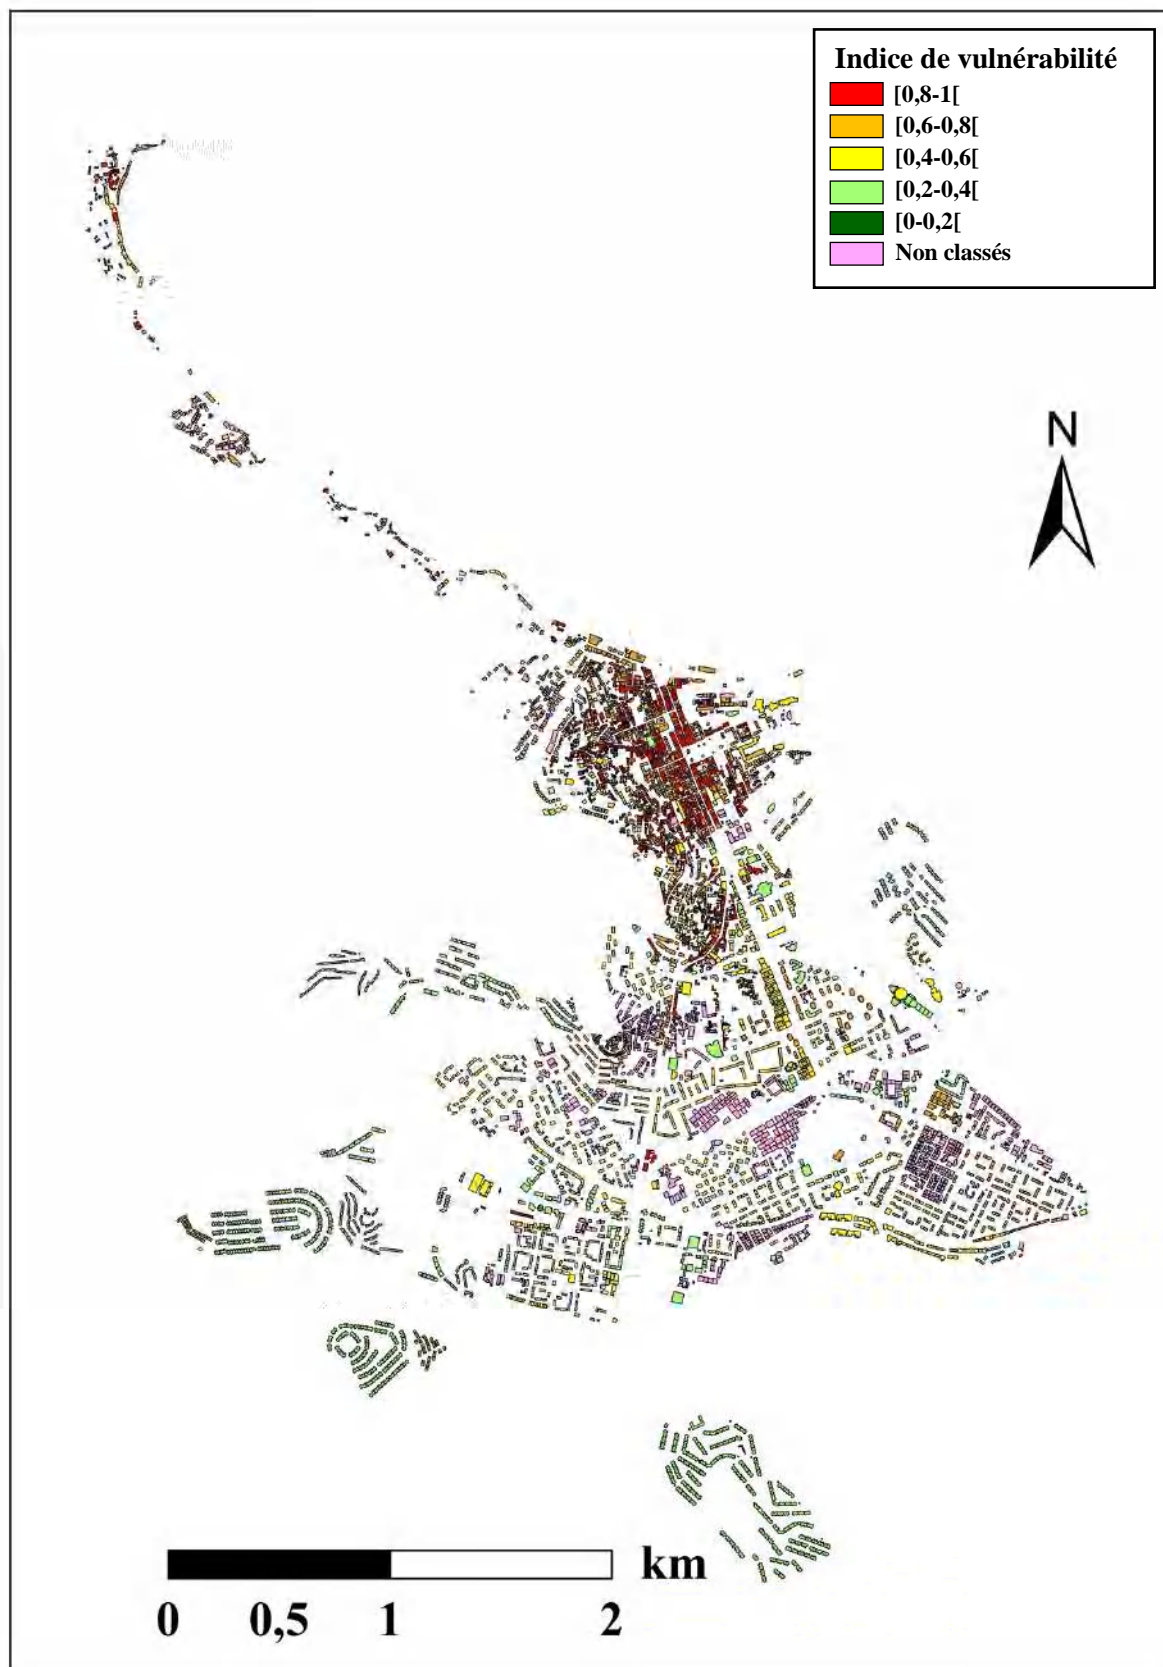 Indice de vulnérabilité
[0,8-1[
[0,6-0,8[
[0,4-0,6[
[0,2-0,4[
[0-0,2[
Non classés
N
km
0 0,5 1 2